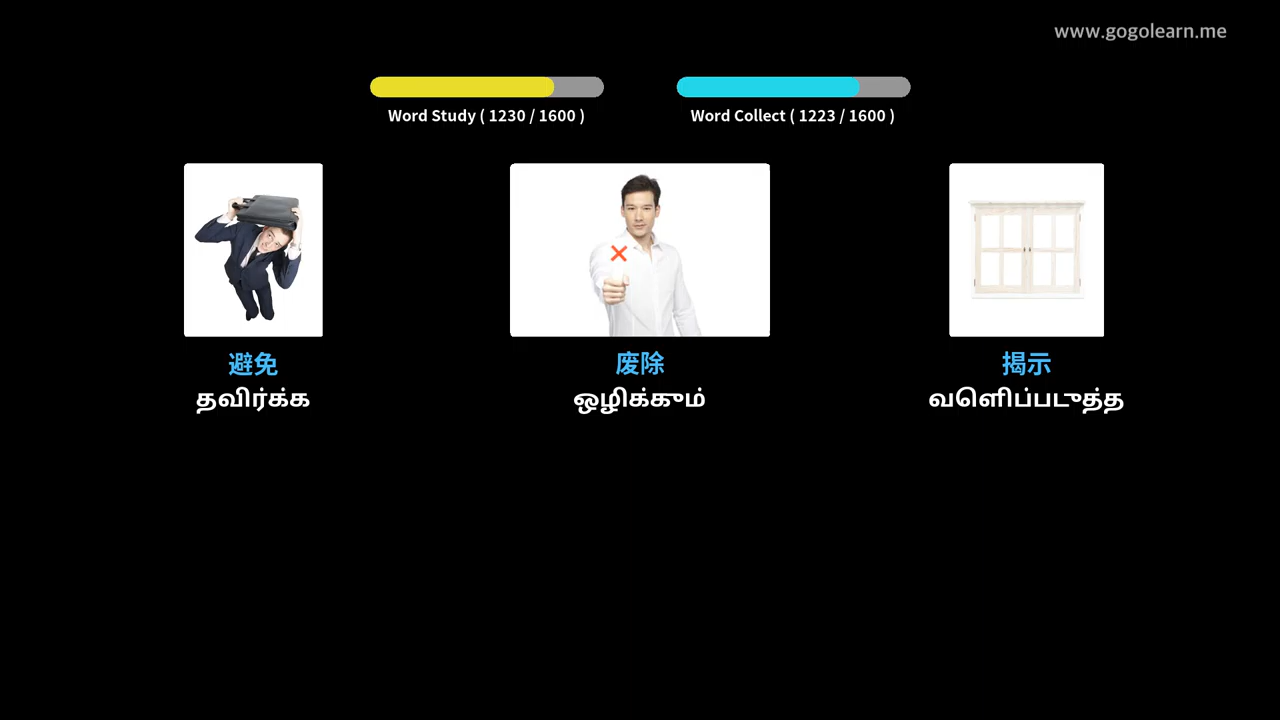 www.gogolearn.me
Word Study ( 1230 / 1600 )
Word Collect ( 1223 / 1600 )
避免
废除
揭示
தவிர்க்க
ஒழிக்கும்
வெளிப்படுத்த